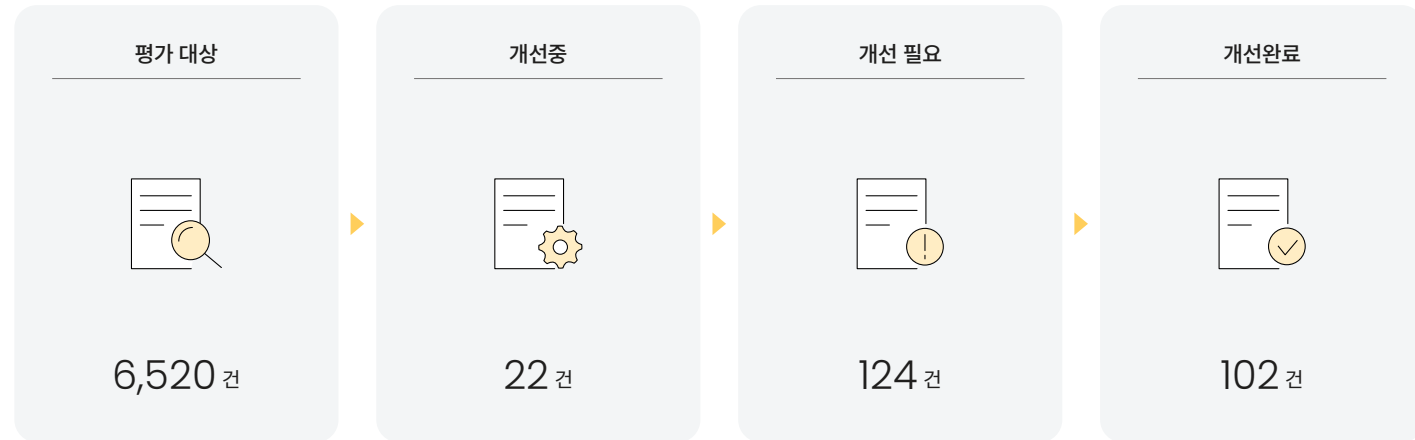 평가 대상
6,520 건
개선중
22 건
개선 필요
124 건
개선완료
102 건